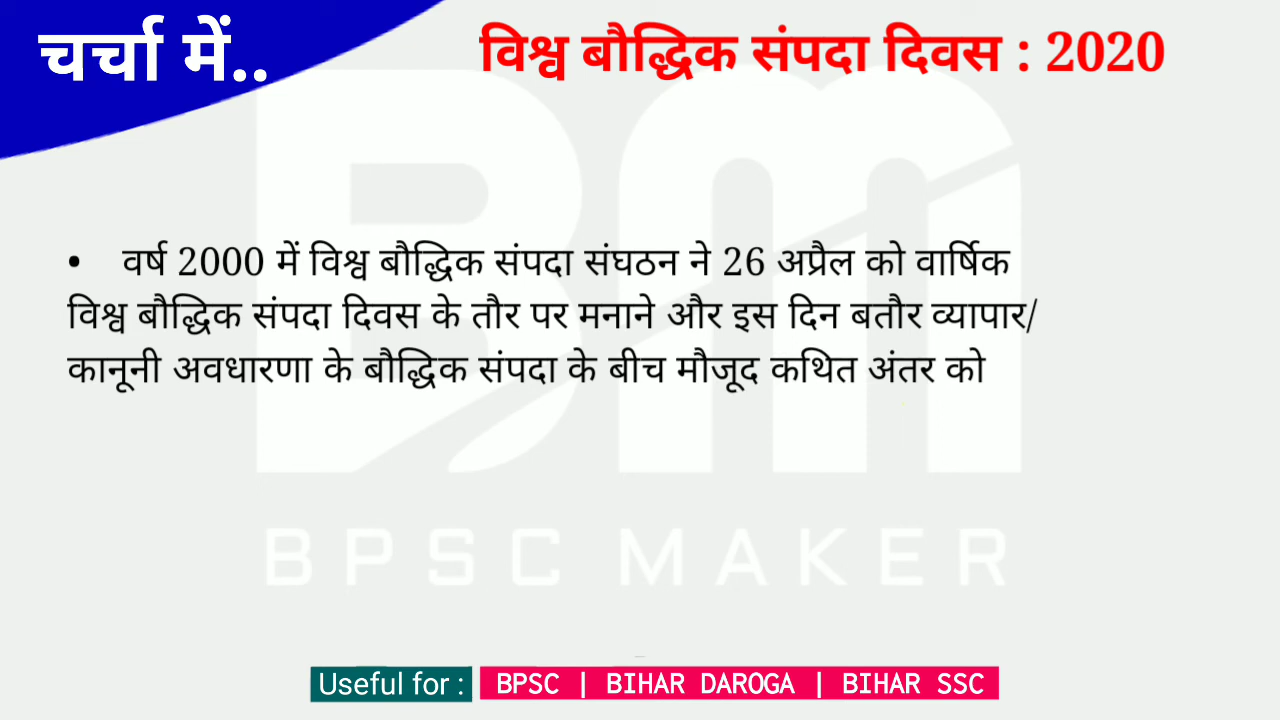 चर्चा में..
विश्व बौद्धिक संपदा दिवस : 2020
• वर्ष 2000 में विश्व बौद्धिक संपदा संघठन ने 26 अप्रैल को वार्षिक
विश्व बौद्धिक संपदा दिवस के तौर पर मनाने और इस दिन बतौर व्यापार/
कानूनी अवधारणा के बौद्धिक संपदा के बीच मौजूद कथित अंतर को
BM
BPSC MAKER
Useful for : BPSC | BIHAR DAROGA | BIHAR SSC